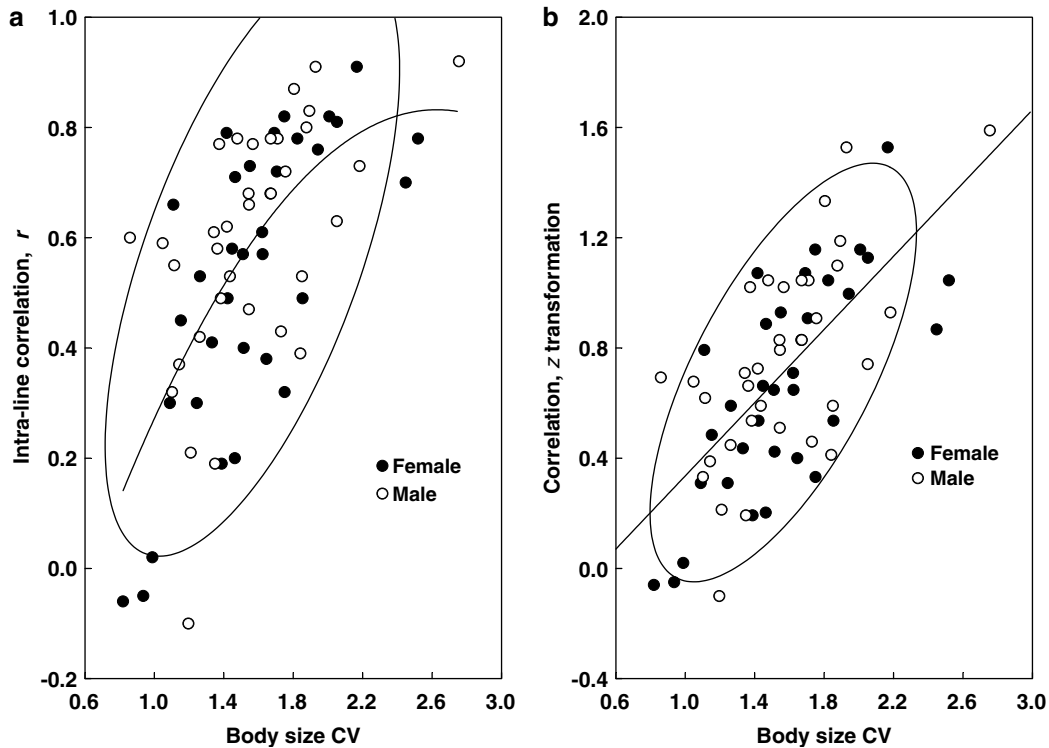 a
1.0
0.8
0.6
0.4
0.2
0.0
-0.2
Intra-line correlation, r
0.6 1.0 1.4 1.8 2.2 2.6 3.0
Body size CV
Female
Male
b
2.0
1.6
1.2
0.8
0.4
0.0
-0.4
Correlation, z transformation
0.6 1.0 1.4 1.8 2.2 2.6 3.0
Body size CV
Female
Male